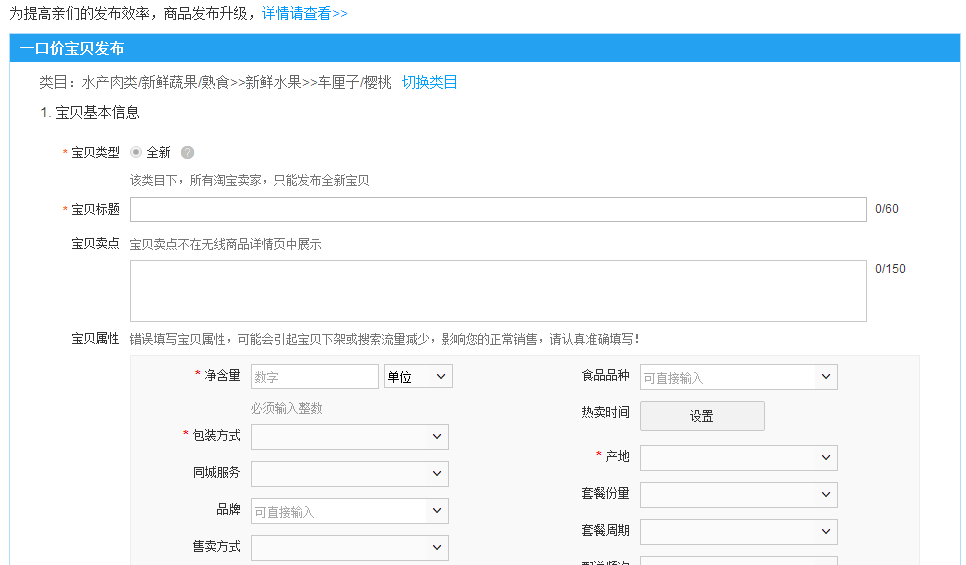 为提高亲们的发布效率，商品发布升级，详情请查看>>
一口价宝贝发布
类目：水产肉类/新鲜蔬果/熟食>>新鲜水果>>车厘子/樱桃 切换类目
1. 宝贝基本信息
* 宝贝类型 全新 ?
该类目下，所有淘宝卖家，只能发布全新宝贝
* 宝贝标题 0/60
宝贝卖点 宝贝卖点不在无线商品详情页中展示
0/150
宝贝属性 错误填写宝贝属性，可能会引起宝贝下架或搜索流量减少，影响您的正常销售，请认真准确填写！
* 净含量 数字 单位 食品品种 可直接输入
必须输入整数 热卖时间 设置
* 包装方式 * 产地
同城服务 套餐份量
品牌 可直接输入 套餐周期
售卖方式